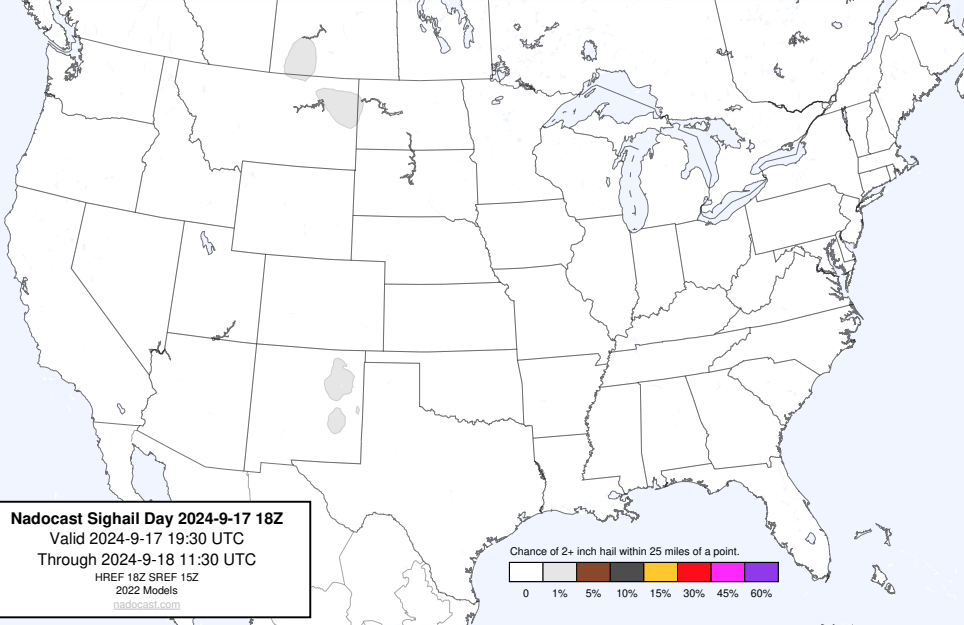 Nadocast Sighail Day 2024-9-17 18Z
Valid 2024-9-17 19:30 UTC
Through 2024-9-18 11:30 UTC
HREF 18Z SREF 15Z
2022 Models
nadocast.com
Chance of 2+ inch hail within 25 miles of a point.
0 1% 5% 10% 15% 30% 45% 60%